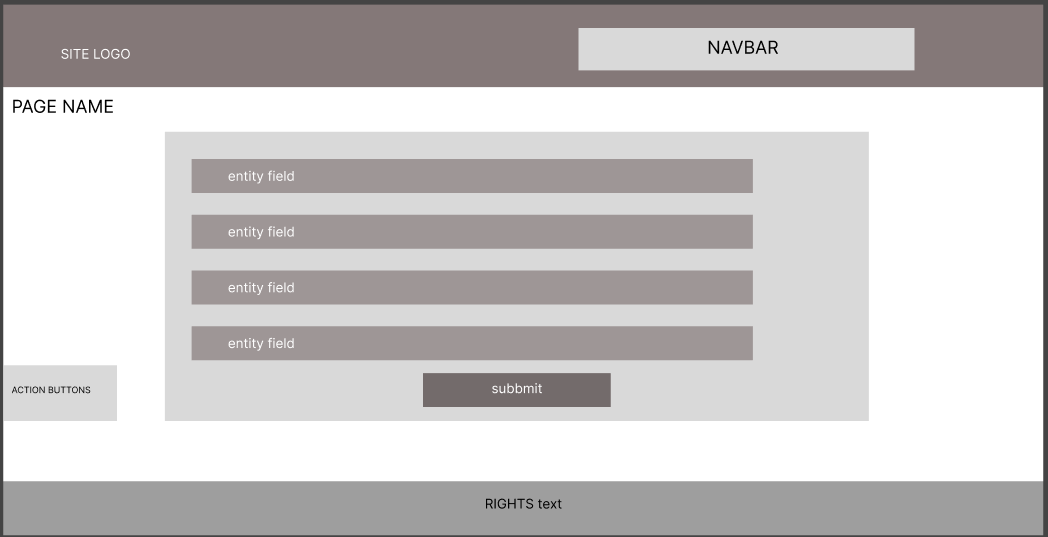 SITE LOGO
NAVBAR
PAGE NAME
entity field
entity field
entity field
entity field
ACTION BUTTONS
subbmit
RIGHTS text